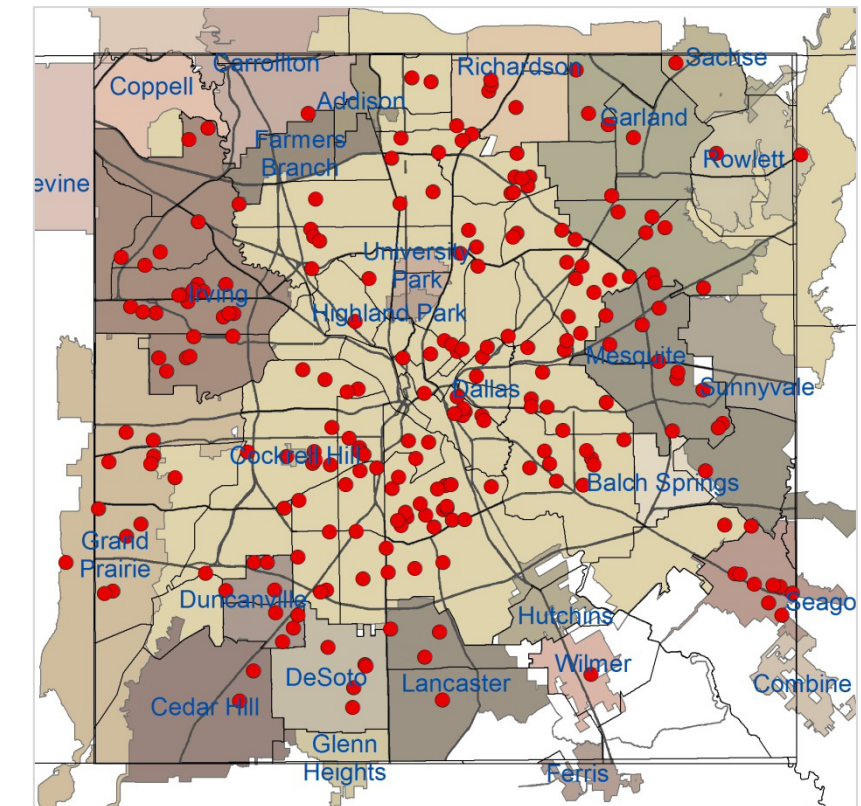 Carrollton
Richardson
Sachse
Coppell
Addison
Garland
Farmers
Branch
Rowlett
evine
University
Park
Irving
Highland Park
Mesquite
Dallas
Sunnyvale
Cockrell Hill
Balch Springs
Grand
Prairie
Duncanville
Hutchins
Seago
Wilmer
DeSoto
Lancaster
Combine
Cedar Hill
Glenn
Heights
Ferris